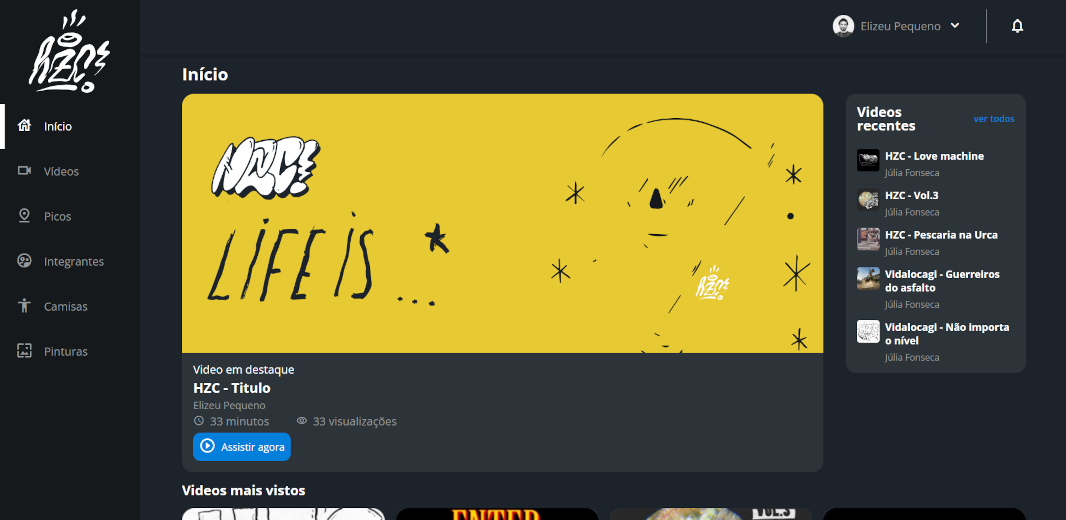 Elizeu Pequeno
Início
Vídeos
Picos
Integrantes
Camisas
Pinturas
Início
HZC!
LIFE IS ...*
Video em destaque
HZC - Titulo
Elizeu Pequeno
33 minutos
33 visualizações
Assistir agora
Videos recentes
ver todos
HZC - Love machine
Júlia Fonseca
HZC - Vol.3
Júlia Fonseca
HZC - Pescaria na Urca
Júlia Fonseca
Vidalocagi - Guerreiros
do asfalto
Júlia Fonseca
Vidalocagi - Não importa
o nível
Júlia Fonseca
Videos mais vistos
ENTER
VOL.3